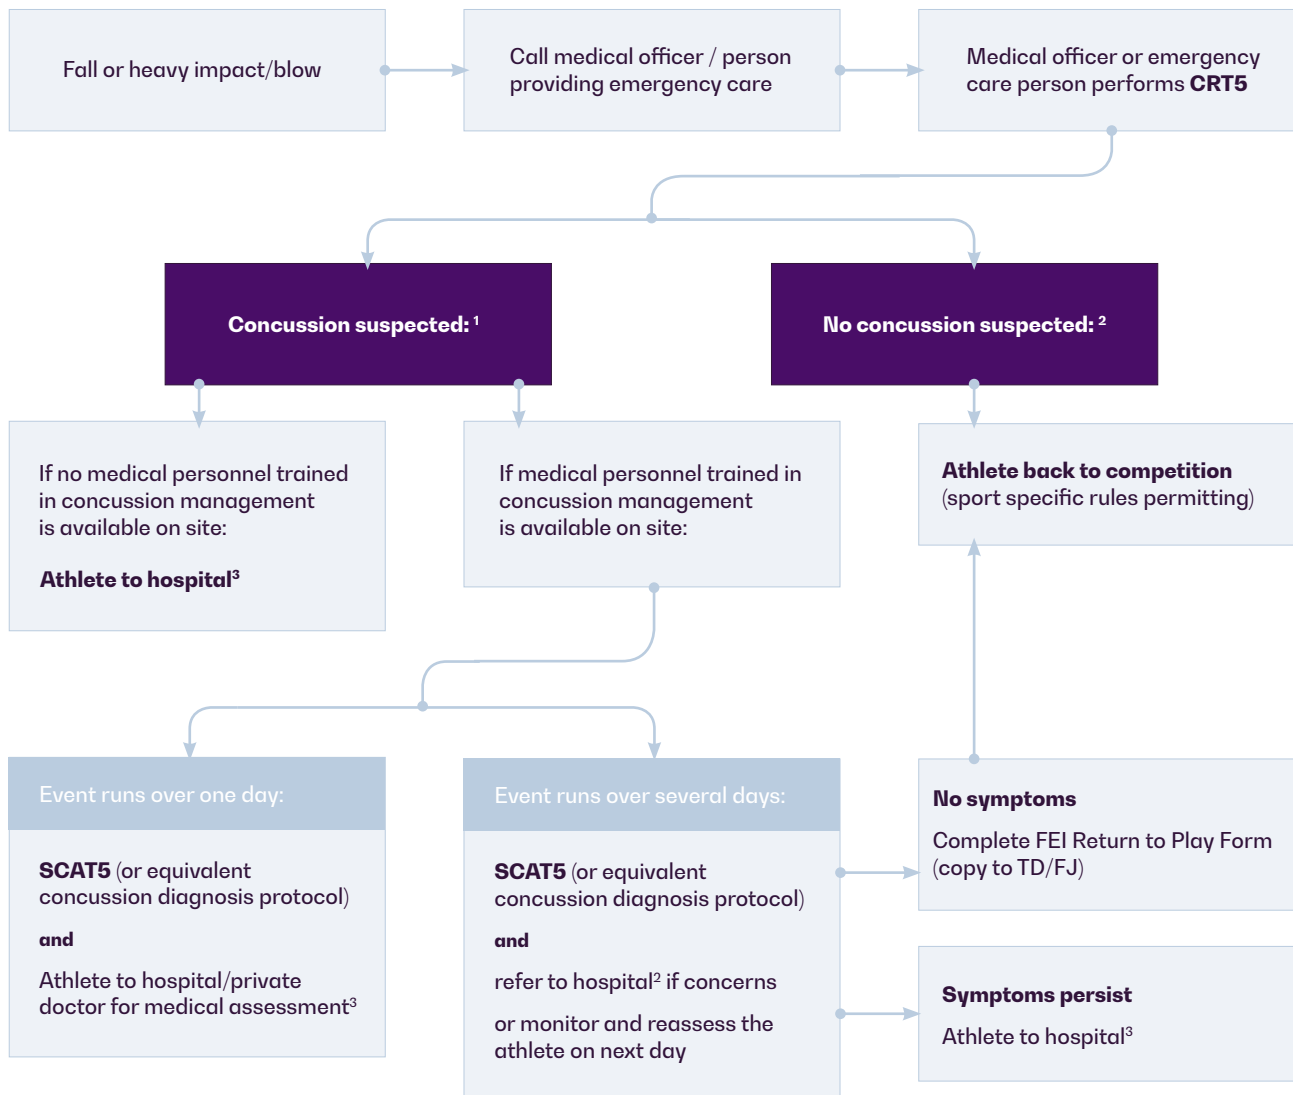 Fall or heavy impact/blow
Call medical officer / person
providing emergency care
Medical officer or emergency
care person performs CRT5
Concussion suspected: ¹
No concussion suspected: ²
If no medical personnel trained
in concussion management
is available on site:
Athlete to hospital³
If medical personnel trained in
concussion management
is available on site:
Athlete back to competition
(sport specific rules permitting)
Event runs over one day:
SCAT5 (or equivalent
concussion diagnosis protocol)
and
Athlete to hospital/private
doctor for medical assessment³
Event runs over several days:
SCAT5 (or equivalent
concussion diagnosis protocol)
and
refer to hospital² if concerns
or monitor and reassess the
athlete on next day
No symptoms
Complete FEI Return to Play Form
(copy to TD/FJ)
Symptoms persist
Athlete to hospital³